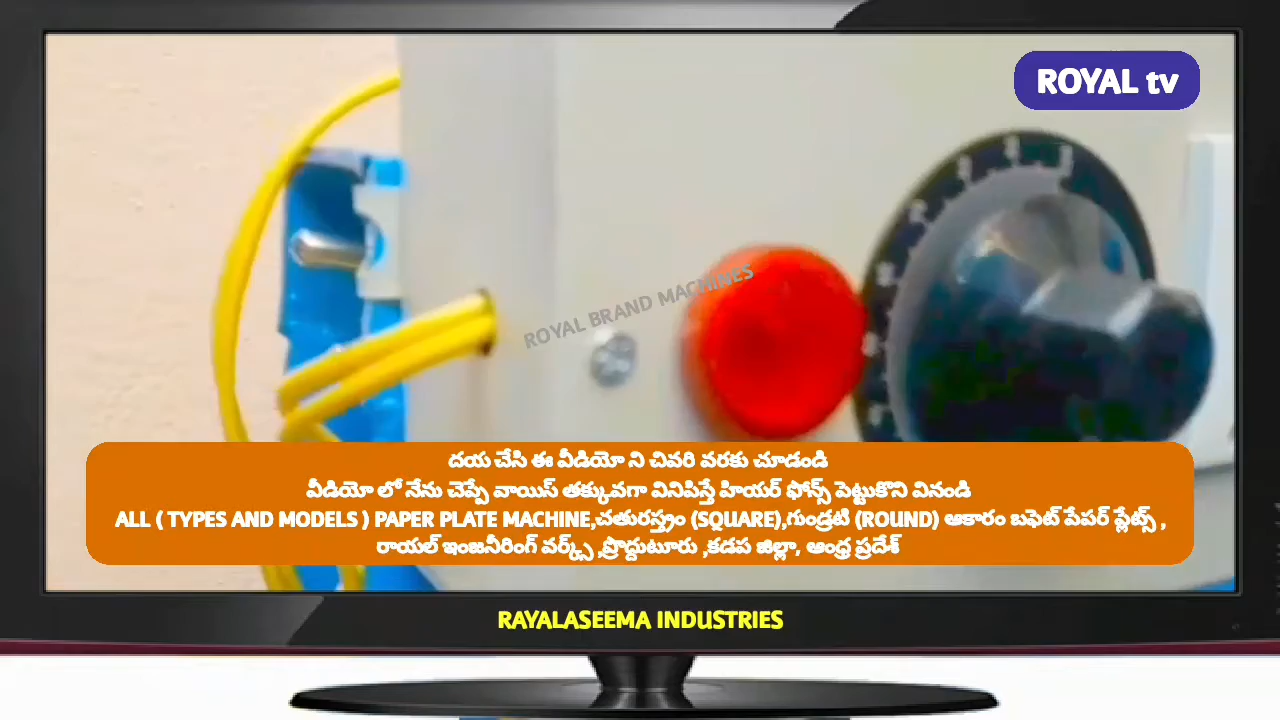 ROYAL tv
ROYAL BRAND MACHINES
దయ చేసి ఈ వీడియో ని చివరి వరకు చూడండి
వీడియో లో నేను చెప్పే వాయిస్ తక్కువగా వినిపిస్తే హియర్ ఫోన్స్ పెట్టుకొని వినండి
ALL ( TYPES AND MODELS ) PAPER PLATE MACHINE,చతురస్త్రం (SQUARE),గుండ్రటి (ROUND) ఆకారం బఫెట్ పేపర్ ప్లేట్స్ ,
రాయల్ ఇంజనీరింగ్ వర్క్స్ ,ప్రొద్దుటూరు ,కడప జిల్లా, ఆంధ్ర ప్రదేశ్
RAYALASEEMA INDUSTRIES